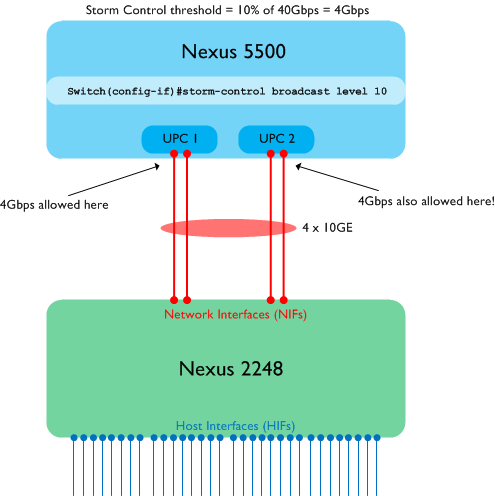 Storm Control threshold = 10% of 40Gbps = 4Gbps
Nexus 5500
Switch(config-if)#storm-control broadcast level 10
UPC 1
UPC 2
4Gbps allowed here
4Gbps also allowed here!
4 x 10GE
Network Interfaces (NIFs)
Nexus 2248
Host Interfaces (HIFs)